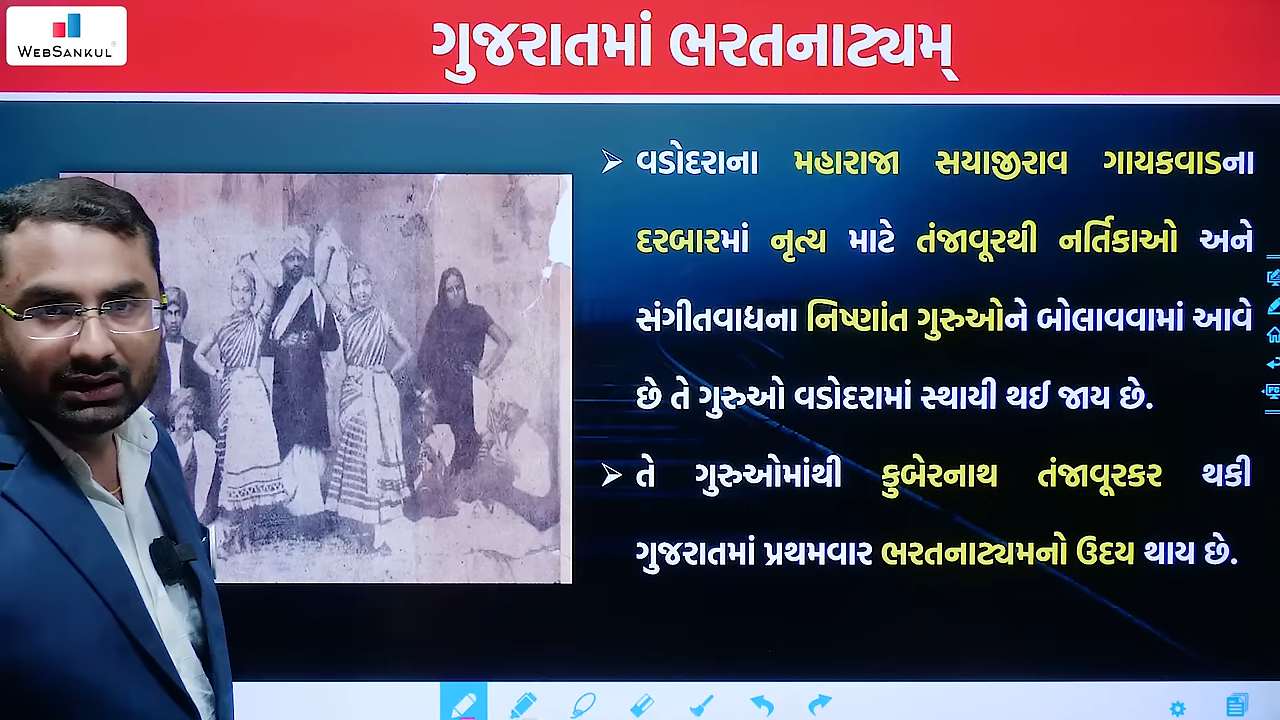 WEBSANKUL
ગુજરાતમાં ભરતનાટ્યમ્
➢ વડોદરાના મહારાજા સયાજીરાવ ગાયકવાડના
દરબારમાં નૃત્ય માટે તંજાવૂરથી નર્તિકાઓ અને
સંગીતવાદ્યના નિષ્ણાંત ગુરુઓને બોલાવવામાં આવે
છે તે ગુરુઓ વડોદરામાં સ્થાયી થઈ જાય છે.
➢ તે ગુરુઓમાંથી કુબેરનાથ તંજાવૂરકર થકી
ગુજરાતમાં પ્રથમવાર ભરતનાટ્યમનો ઉદય થાય છે.